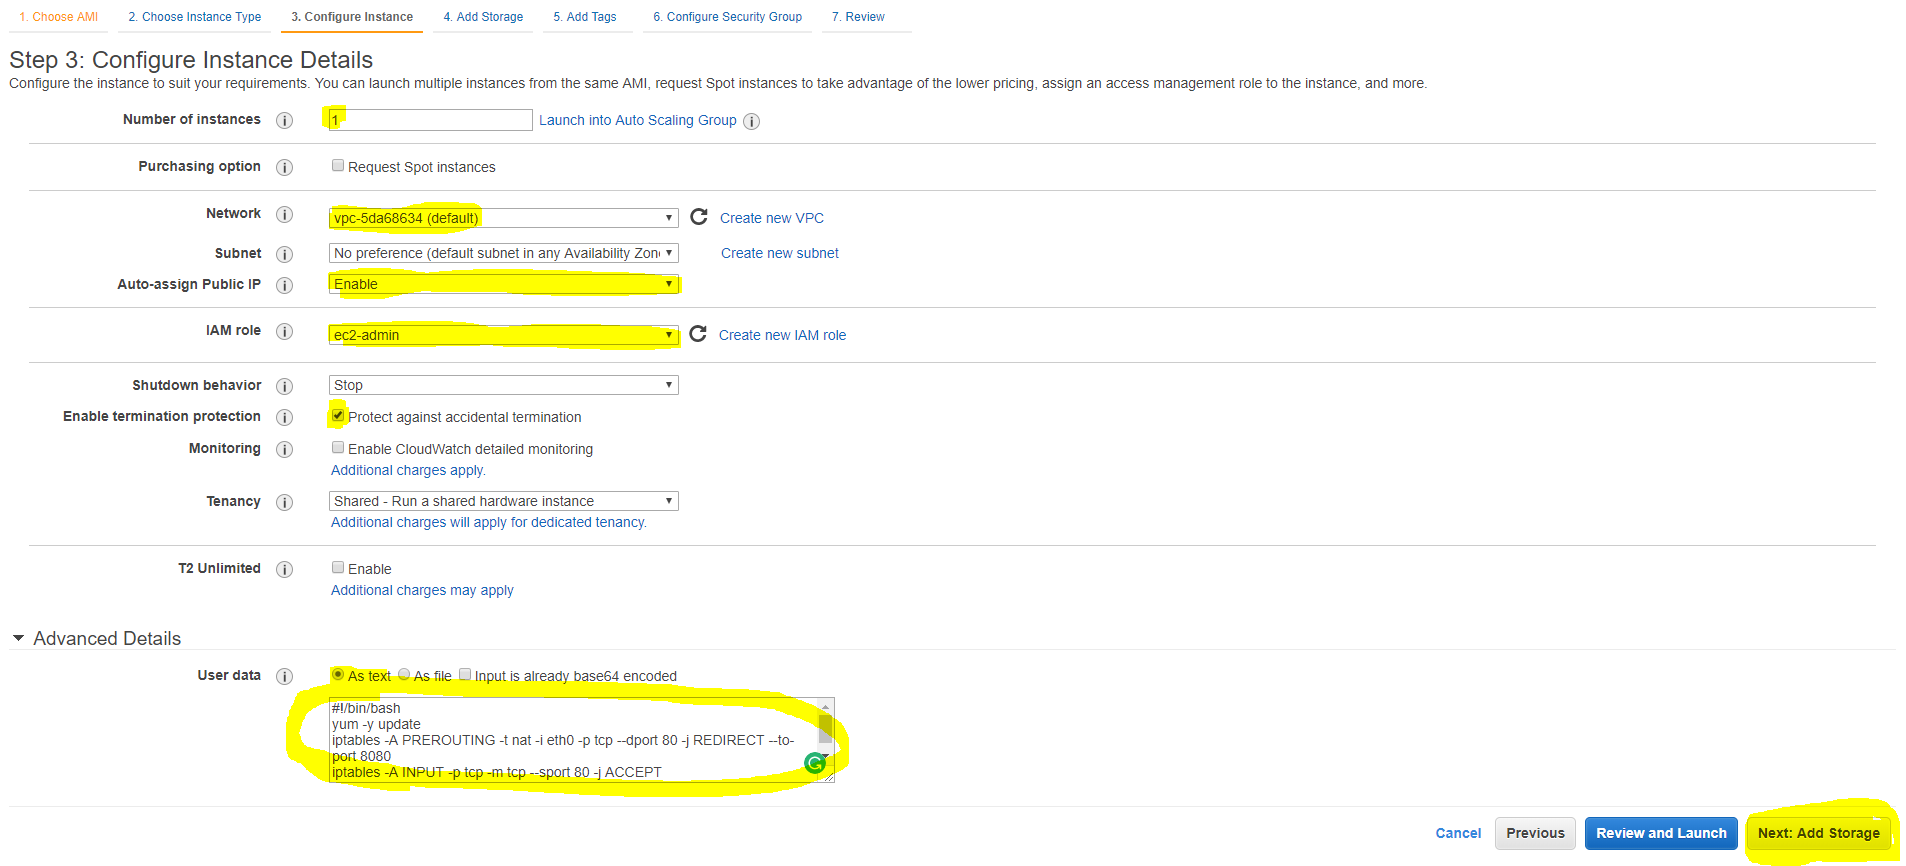 1. Choose AMI 2. Choose Instance Type 3. Configure Instance 4. Add Storage 5. Add Tags 6. Configure Security Group 7. Review
Step 3: Configure Instance Details
Configure the instance to suit your requirements. You can launch multiple instances from the same AMI, request Spot instances to take advantage of the lower pricing, assign an access management role to the instance, and more.
Number of instances i 1 Launch into Auto Scaling Group i
Purchasing option i Request Spot instances
Network i vpc-5da68634 (default) Create new VPC
Subnet i No preference (default subnet in any Availability Zon Create new subnet
Auto-assign Public IP i Enable
IAM role i ec2-admin Create new IAM role
Shutdown behavior i Stop
Enable termination protection i Protect against accidental termination
Monitoring i Enable CloudWatch detailed monitoring
Additional charges apply.
Tenancy i Shared - Run a shared hardware instance
Additional charges will apply for dedicated tenancy.
T2 Unlimited i Enable
Additional charges may apply
Advanced Details
User data i As text As file Input is already base64 encoded
#!/bin/bash
yum -y update
iptables -A PREROUTING -t nat -i eth0 -p tcp --dport 80 -j REDIRECT --to-
port 8080
iptables -A INPUT -p tcp -m tcp --sport 80 -j ACCEPT
Cancel Previous Review and Launch Next: Add Storage